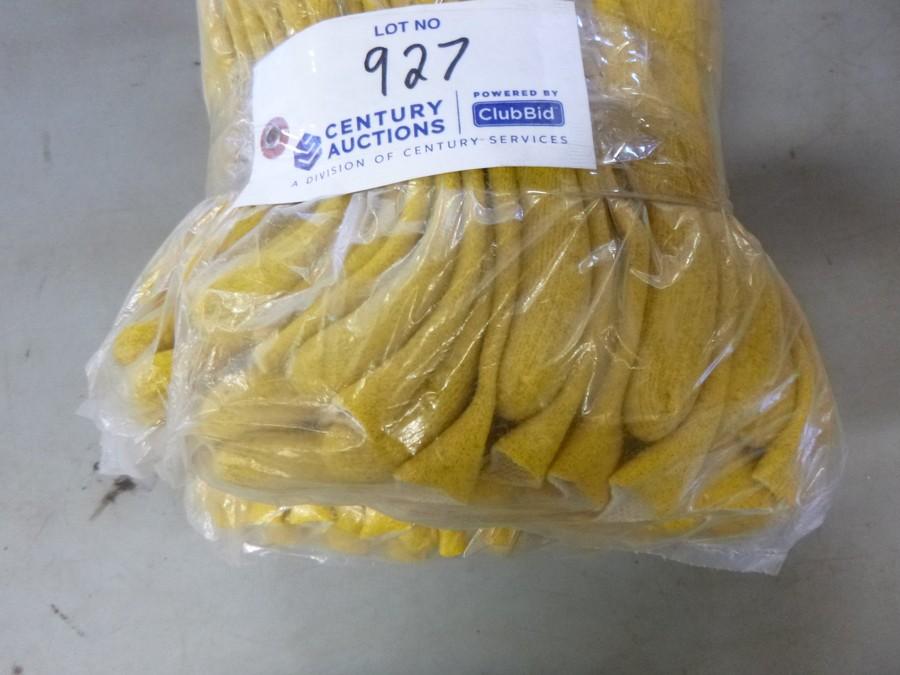 LOT NO
927
CENTURY
AUCTIONS
POWERED BY
ClubBid
A DIVISION OF CENTURY SERVICES